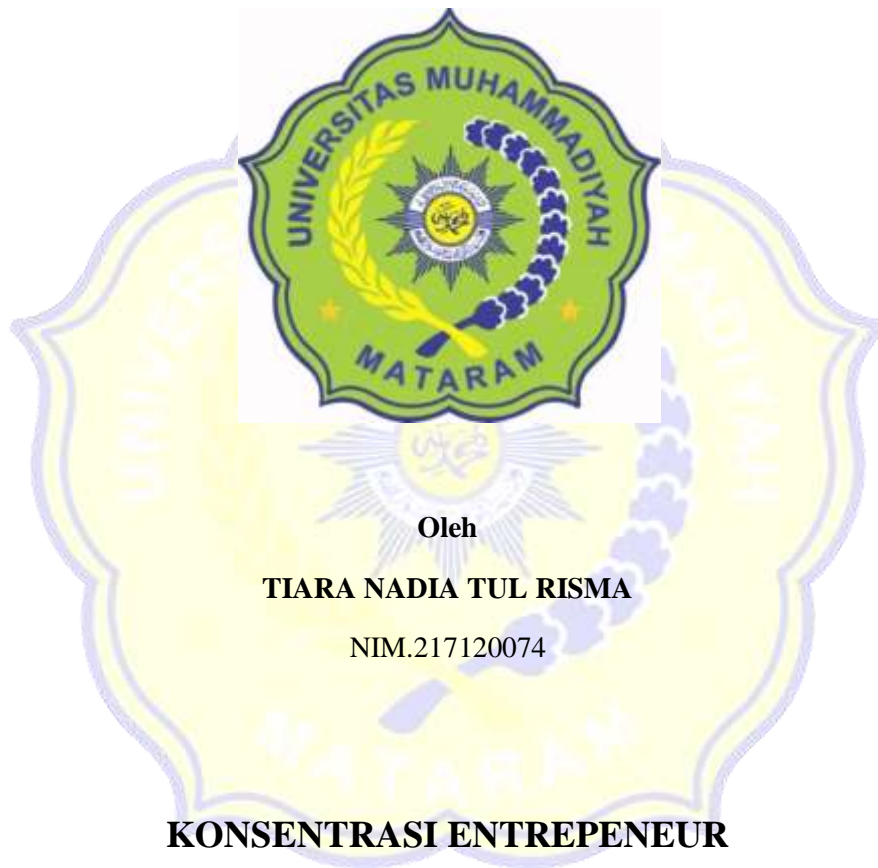 UNIVERSITAS MUHAMMADIYAH
MATARAM
Oleh
TIARA NADIA TUL RISMA
NIM.217120074
KONSENTRASI ENTREPENEUR